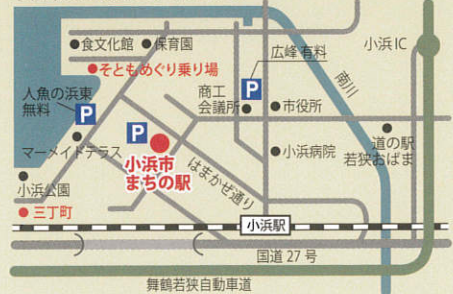 食文化館
保育園
そともめぐり乗り場
広峰 有料
小浜IC
人魚の浜東
無料
P
P
P
商工
会議所
市役所
南川
マーメイドテラス
小浜市
まちの駅
小浜病院
道の駅
若狭おばま
はまかぜ通り
小浜公園
三丁町
小浜駅
国道27号
舞鶴若狭自動車道